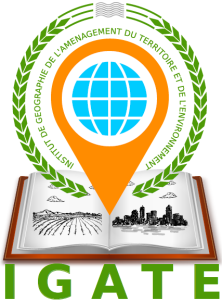 INSTITUT DE GEOGRAPHIE DE L'AMENAGEMENT DU TERRITOIRE ET DE L'ENVIRONNEMENT
IGATE